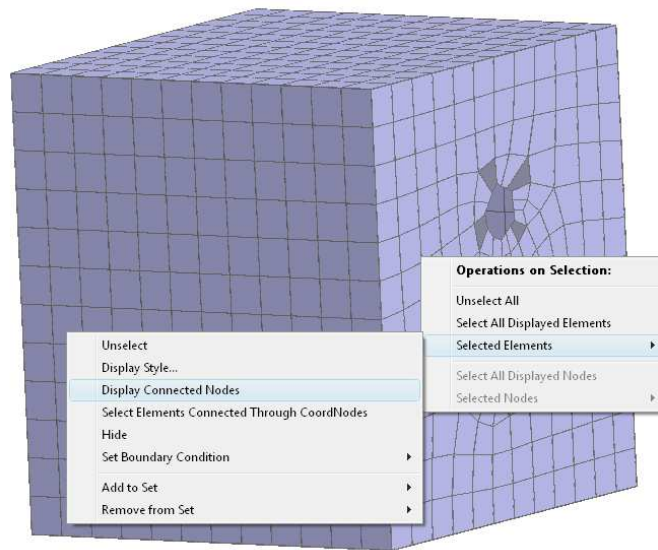 Operations on Selection:
Unselect All
Select All Displayed Elements
Selected Elements
Select All Displayed Nodes
Selected Nodes
Unselect
Display Style...
Display Connected Nodes
Select Elements Connected Through CoordNodes
Hide
Set Boundary Condition
Add to Set
Remove from Set